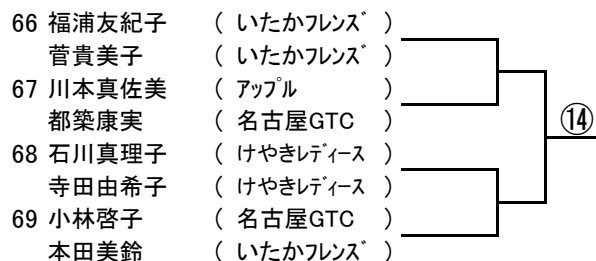 66 福浦友紀子 ( いたかフレンズ )
菅貴美子 ( いたかフレンズ )
67 川本真佐美 ( アップル )
都築康実 ( 名古屋GTC )
⑭
68 石川真理子 ( けやきレディース )
寺田由希子 ( けやきレディース )
69 小林啓子 ( 名古屋GTC )
本田美鈴 ( いたかフレンズ )